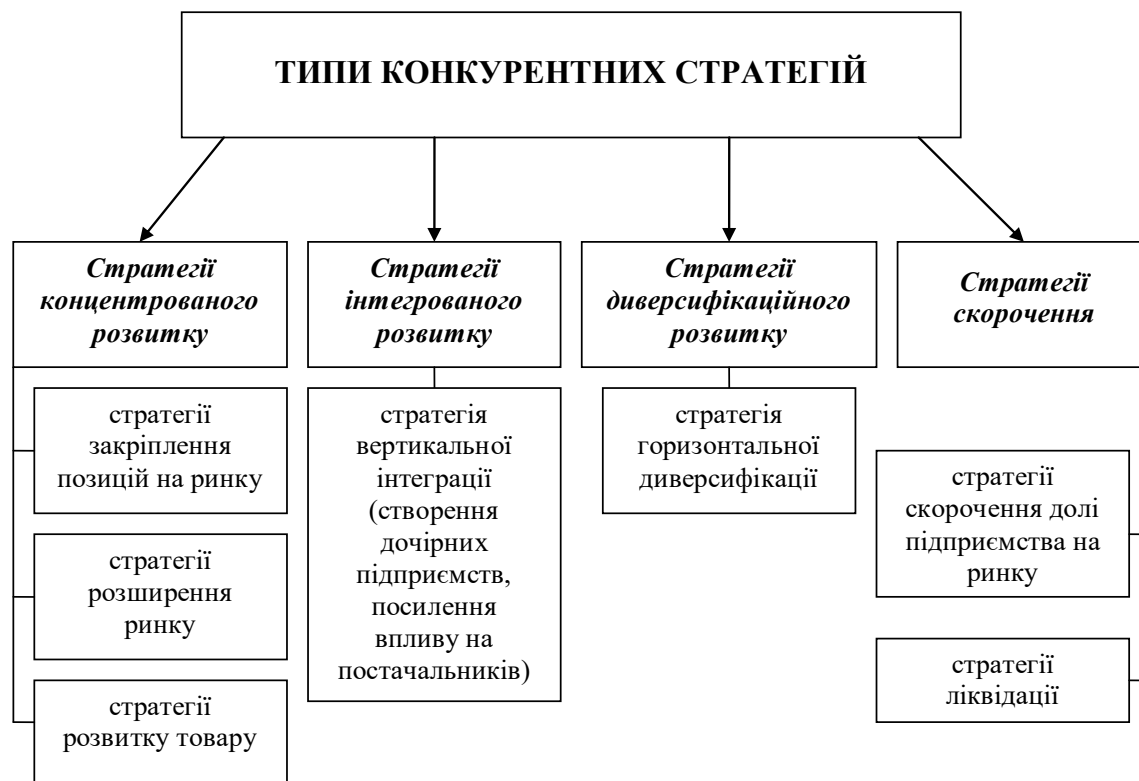 ТИПИ КОНКУРЕНТНИХ СТРАТЕГІЙ
Стратегії
концентрованого
розвитку
Стратегії
інтегрованого
розвитку
Стратегії
диверсифікаційного
розвитку
Стратегії
скорочення
стратегії
закріплення
позицій на ринку
стратегії
розширення
ринку
стратегії
розвитку товару
стратегія
вертикальної
інтеграції
(створення
дочірних
підприємств,
посилення
впливу на
постачальників)
стратегія
горизонтальної
диверсифікації
стратегії
скорочення долі
підприємства на
ринку
стратегії
ліквідації